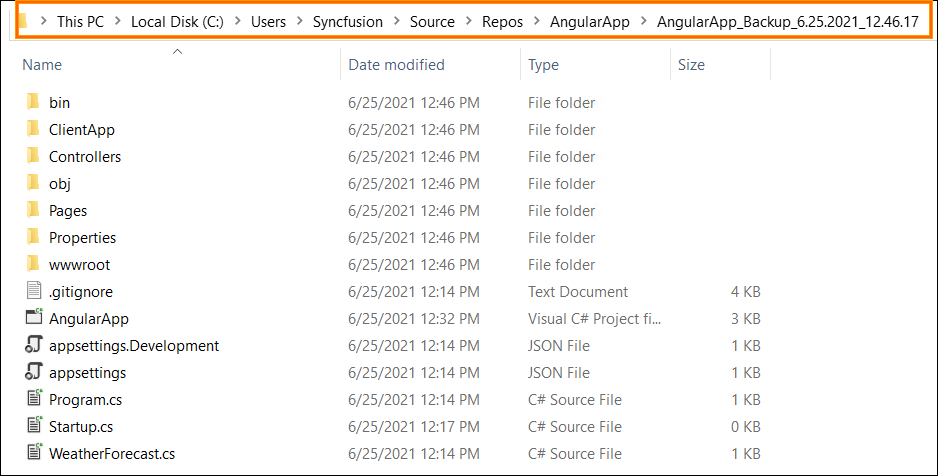 This PC > Local Disk (C:) > Users > Syncfusion > Source > Repos > AngularApp > AngularApp_Backup_6.25.2021_12.46.17
Name Date modified Type Size
bin 6/25/2021 12:46 PM File folder
ClientApp 6/25/2021 12:46 PM File folder
Controllers 6/25/2021 12:46 PM File folder
obj 6/25/2021 12:46 PM File folder
Pages 6/25/2021 12:46 PM File folder
Properties 6/25/2021 12:46 PM File folder
wwwroot 6/25/2021 12:46 PM File folder
.gitignore 6/25/2021 12:14 PM Text Document 4 KB
AngularApp 6/25/2021 12:32 PM Visual C# Project fi... 3 KB
appsettings.Development 6/25/2021 12:14 PM JSON File 1 KB
appsettings 6/25/2021 12:14 PM JSON File 1 KB
Program.cs 6/25/2021 12:14 PM C# Source File 1 KB
Startup.cs 6/25/2021 12:17 PM C# Source File 0 KB
WeatherForecast.cs 6/25/2021 12:14 PM C# Source File 1 KB